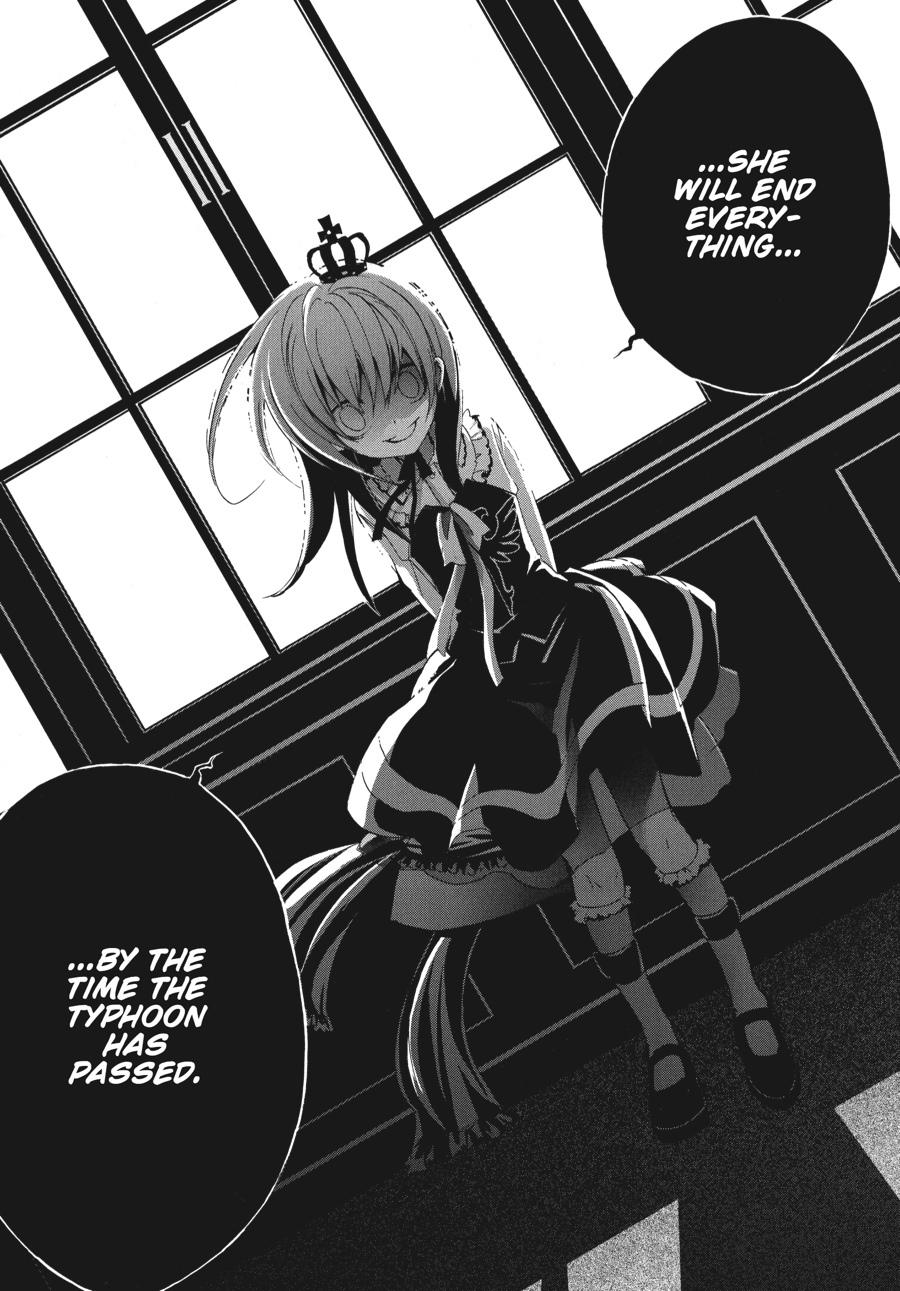 ...SHE
WILL END
EVERY-
THING...
...BY THE
TIME THE
TYPHOON
HAS
PASSED.